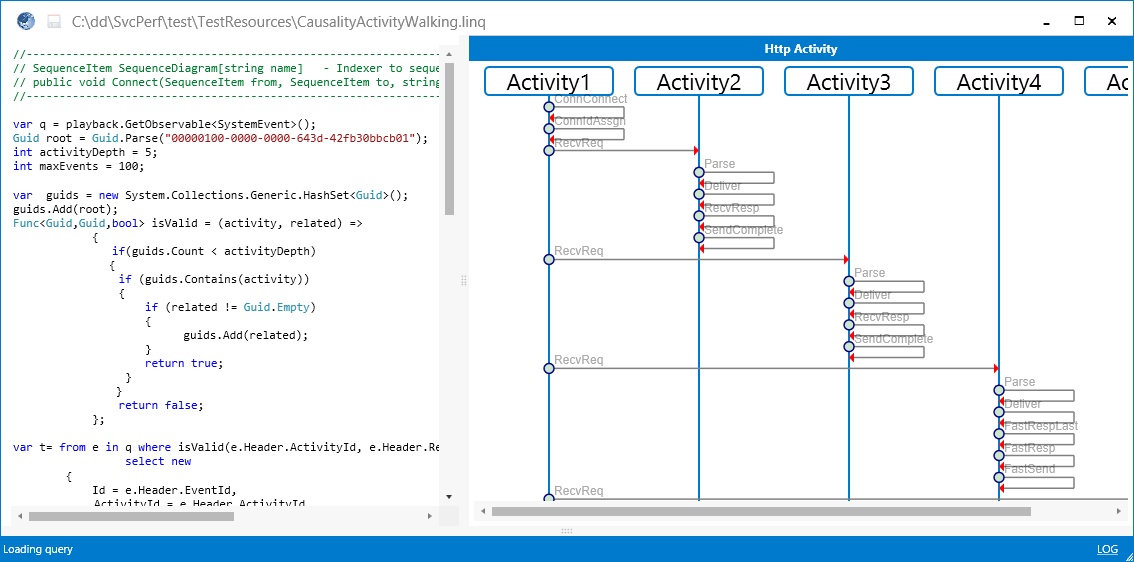 C:\dd\SvcPerf\test\TestResources\CausalityActivityWalking.linq
//---------------------------------------------------------------
// SequenceItem SequenceDiagram[string name]   - Indexer to seque
// public void Connect(SequenceItem from, SequenceItem to, string
//---------------------------------------------------------------
var q = playback.GetObservable<SystemEvent>();
Guid root = Guid.Parse("00000100-0000-0000-643d-42fb30bbcb01");
int activityDepth = 5;
int maxEvents = 100;
var  guids = new System.Collections.Generic.HashSet<Guid>();
guids.Add(root);
Func<Guid,Guid,bool> isValid = (activity, related) =>
{
if(guids.Count < activityDepth)
{
if (guids.Contains(activity))
{
if (related != Guid.Empty)
{
guids.Add(related);
}
return true;
}
}
return false;
};
var t= from e in q where isValid(e.Header.ActivityId, e.Header.Re
select new
{
Id = e.Header.EventId,
ActivityId = e.Header.ActivityId
Http Activity
Activity1 Activity2 Activity3 Activity4 Ac
ConnConnect
ConnIdAssgn
RecvReq
Parse
Deliver
RecvResp
SendComplete
RecvReq
Parse
Deliver
RecvResp
SendComplete
RecvReq
Parse
Deliver
FastRespLast
FastResp
FastSend
RecvReq
Loading query
LOG